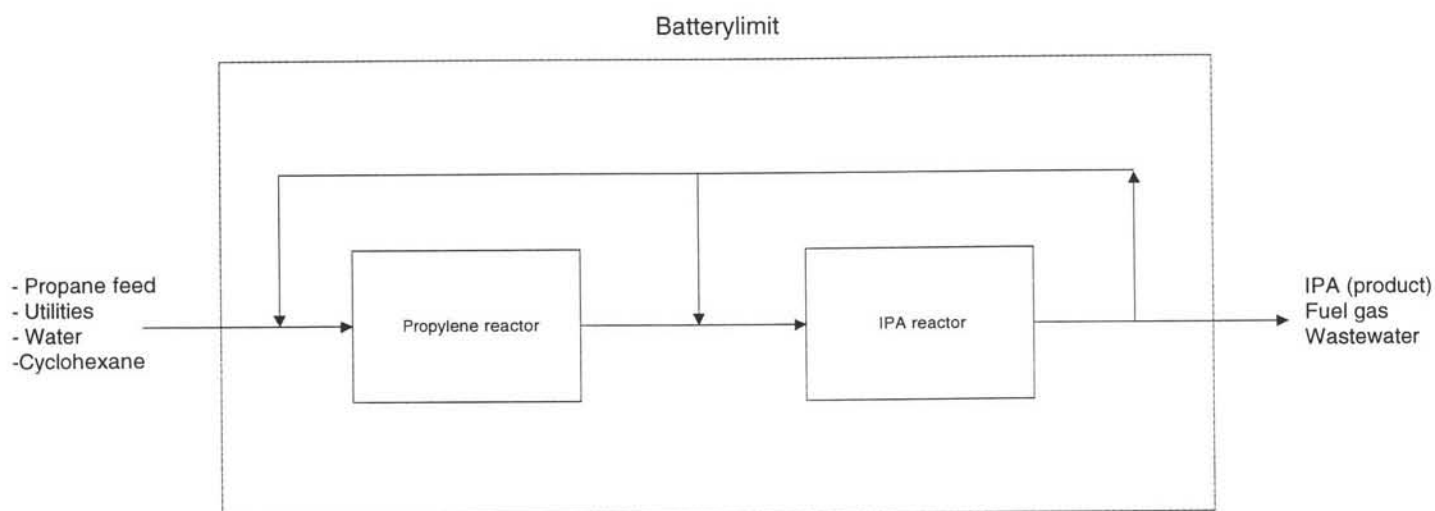 Batterylimit
- Propane feed
- Utilities
- Water
-Cyclohexane
Propylene reactor
IPA reactor
IPA (product)
Fuel gas
Wastewater